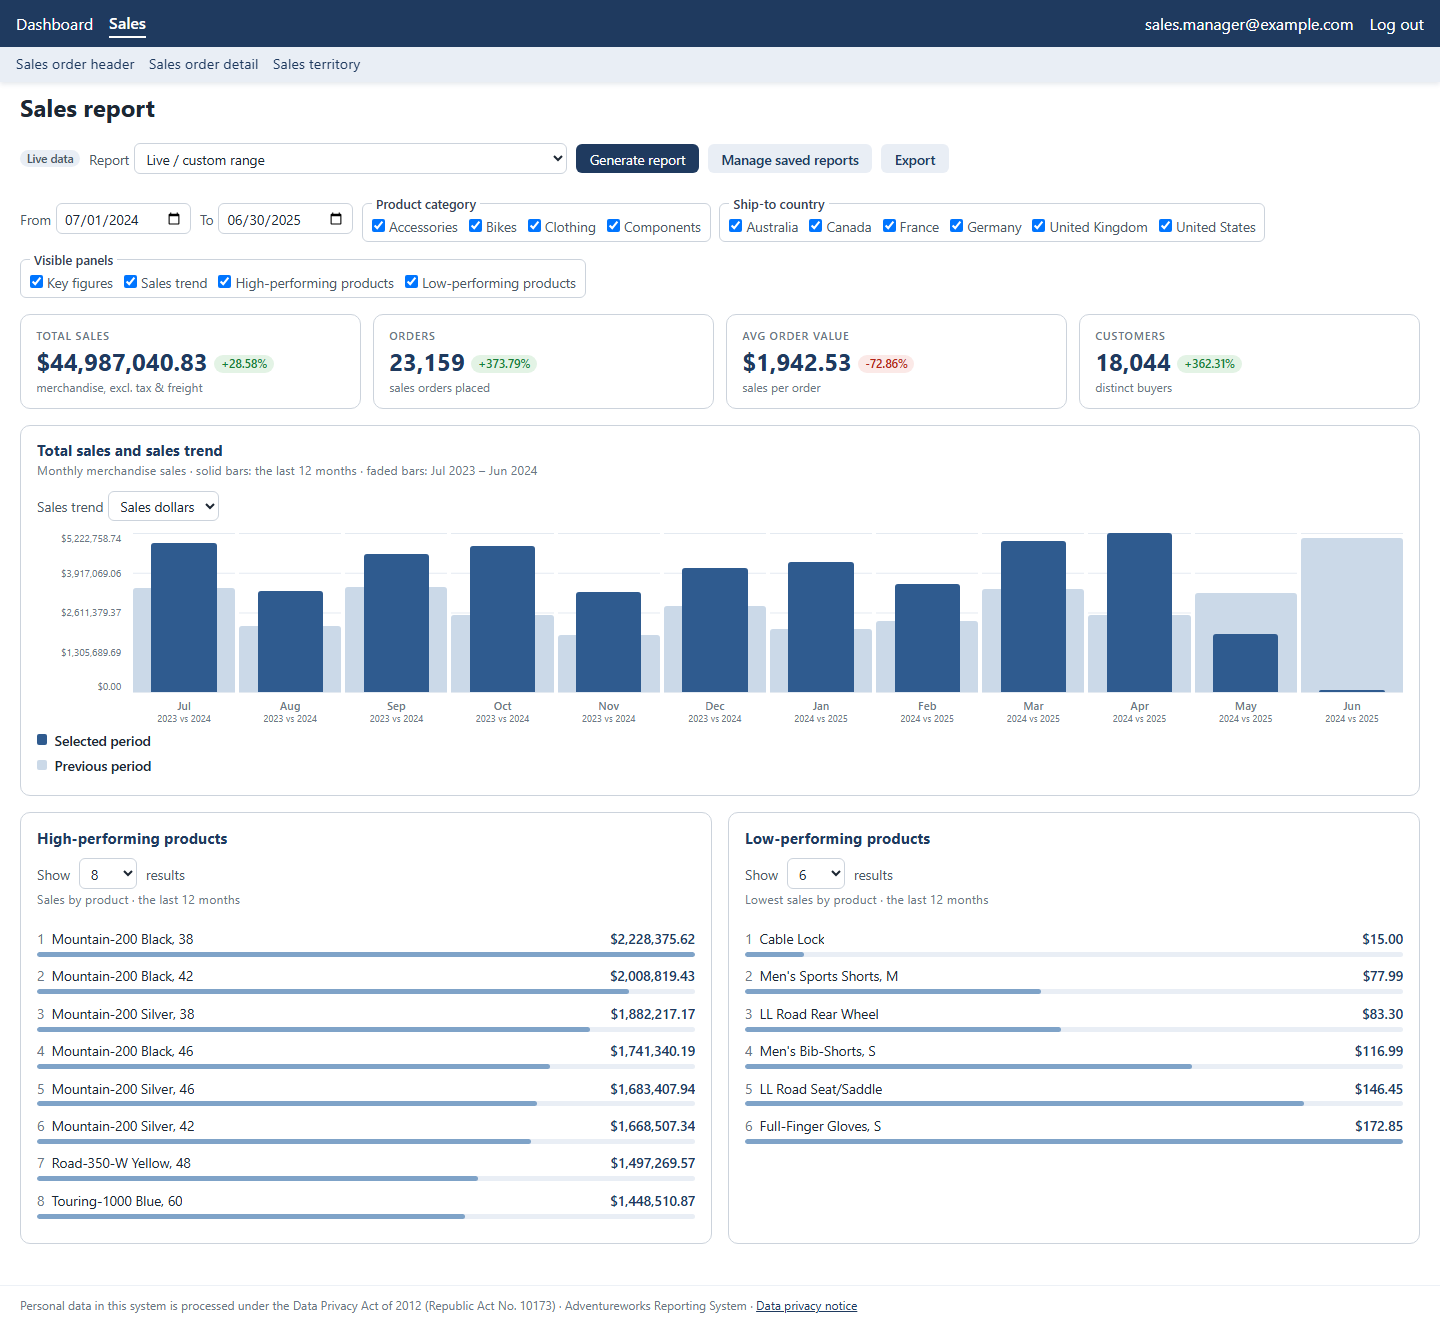 Dashboard Sales sales.manager@example.com Log out
Sales order header Sales order detail Sales territory
Sales report
Live data Report Live / custom range Generate report Manage saved reports Export
From 07/01/2024 To 06/30/2025
Product category
Accessories Bikes Clothing Components
Ship-to country
Australia Canada France Germany United Kingdom United States
Visible panels
Key figures Sales trend High-performing products Low-performing products
TOTAL SALES
$44,987,040.83 +28.58%
merchandise, excl. tax & freight
ORDERS
23,159 +373.79%
sales orders placed
AVG ORDER VALUE
$1,942.53 -72.86%
sales per order
CUSTOMERS
18,044 +362.31%
distinct buyers
Total sales and sales trend
Monthly merchandise sales · solid bars: the last 12 months · faded bars: Jul 2023 – Jun 2024
Sales trend Sales dollars
$5,222,758.74
$3,917,069.06
$2,611,379.37
$1,305,689.69
$0.00
Jul Aug Sep Oct Nov Dec Jan Feb Mar Apr May Jun
2023 vs 2024 2023 vs 2024 2023 vs 2024 2023 vs 2024 2023 vs 2024 2023 vs 2024 2024 vs 2025 2024 vs 2025 2024 vs 2025 2024 vs 2025 2024 vs 2025 2024 vs 2025
Selected period
Previous period
High-performing products
Show 8 results
Sales by product · the last 12 months
1 Mountain-200 Black, 38 $2,228,375.62
2 Mountain-200 Black, 42 $2,008,819.43
3 Mountain-200 Silver, 38 $1,882,217.17
4 Mountain-200 Black, 46 $1,741,340.19
5 Mountain-200 Silver, 46 $1,683,407.94
6 Mountain-200 Silver, 42 $1,668,507.34
7 Road-350-W Yellow, 48 $1,497,269.57
8 Touring-1000 Blue, 60 $1,448,510.87
Low-performing products
Show 6 results
Lowest sales by product · the last 12 months
1 Cable Lock $15.00
2 Men's Sports Shorts, M $77.99
3 LL Road Rear Wheel $83.30
4 Men's Bib-Shorts, S $116.99
5 LL Road Seat/Saddle $146.45
6 Full-Finger Gloves, S $172.85
Personal data in this system is processed under the Data Privacy Act of 2012 (Republic Act No. 10173) · Adventureworks Reporting System · Data privacy notice